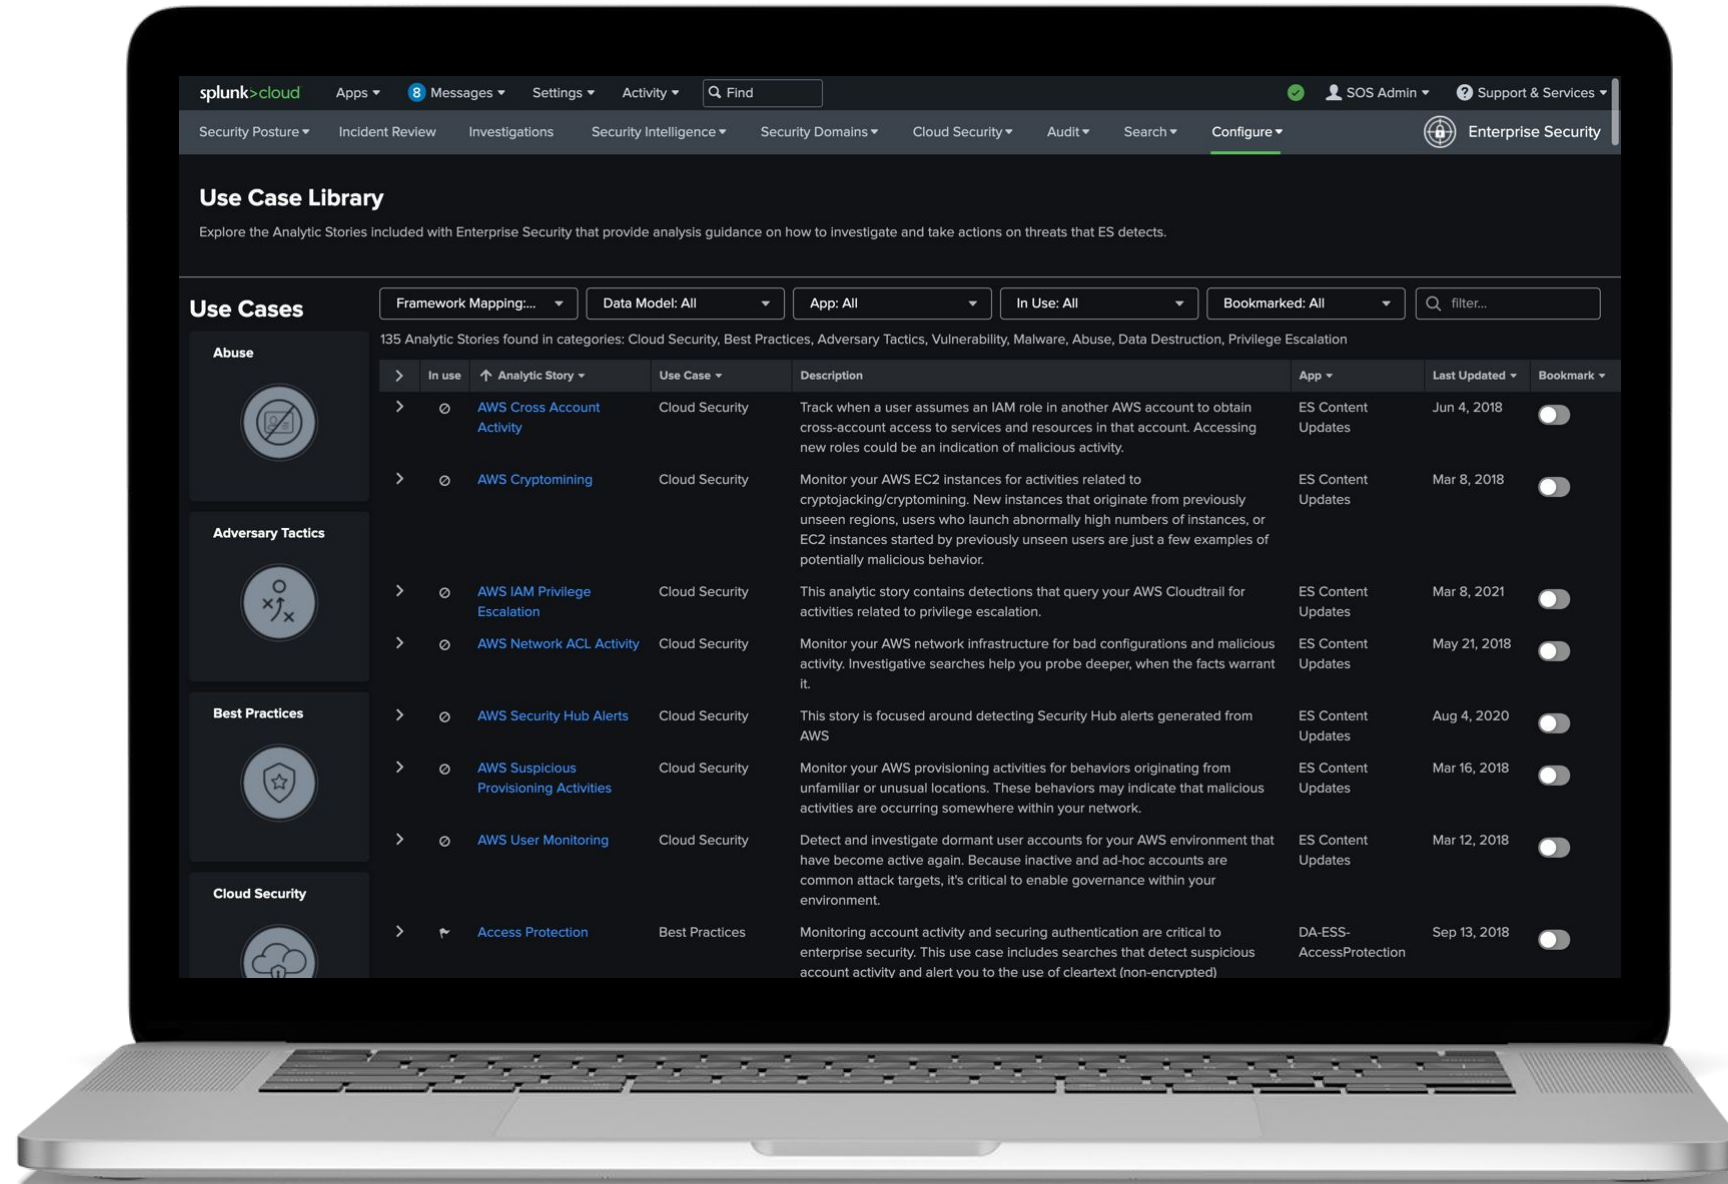 splunk>cloud Apps 8 Messages Settings Activity Find SOS Admin ? Support & Services
Security Posture Incident Review Investigations Security Intelligence Security Domains Cloud Security Audit Search Configure Enterprise Security
Use Case Library
Explore the Analytic Stories included with Enterprise Security that provide analysis guidance on how to investigate and take actions on threats that ES detects.
Use Cases
Abuse
Adversary Tactics
Best Practices
Cloud Security
Framework Mapping:... Data Model: All App: All In Use: All Bookmarked: All filter...
135 Analytic Stories found in categories: Cloud Security, Best Practices, Adversary Tactics, Vulnerability, Malware, Abuse, Data Destruction, Privilege Escalation
In use Analytic Story Use Case Description App Last Updated Bookmark
AWS Cross Account Cloud Security Track when a user assumes an IAM role in another AWS account to obtain ES Content Jun 4, 2018
Activity cross-account access to services and resources in that account. Accessing Updates
new roles could be an indication of malicious activity.
AWS Cryptomining Cloud Security Monitor your AWS EC2 instances for activities related to ES Content Mar 8, 2018
cryptojacking/cryptomining. New instances that originate from previously Updates
unseen regions, users who launch abnormally high numbers of instances, or
EC2 instances started by previously unseen users are just a few examples of
potentially malicious behavior.
AWS IAM Privilege Cloud Security This analytic story contains detections that query your AWS Cloudtrail for ES Content Mar 8, 2021
Escalation activities related to privilege escalation. Updates
AWS Network ACL Activity Cloud Security Monitor your AWS network infrastructure for bad configurations and malicious ES Content May 21, 2018
activity. Investigative searches help you probe deeper, when the facts warrant Updates
it.
AWS Security Hub Alerts Cloud Security This story is focused around detecting Security Hub alerts generated from ES Content Aug 4, 2020
AWS Updates
AWS Suspicious Cloud Security Monitor your AWS provisioning activities for behaviors originating from ES Content Mar 16, 2018
Provisioning Activities unfamiliar or unusual locations. These behaviors may indicate that malicious Updates
activities are occurring somewhere within your network.
AWS User Monitoring Cloud Security Detect and investigate dormant user accounts for your AWS environment that ES Content Mar 12, 2018
have become active again. Because inactive and ad-hoc accounts are Updates
common attack targets, it's critical to enable governance within your
environment.
Access Protection Best Practices Monitoring account activity and securing authentication are critical to DA-ESS- Sep 13, 2018
enterprise security. This use case includes searches that detect suspicious AccessProtection
account activity and alert you to the use of cleartext (non-encrypted)